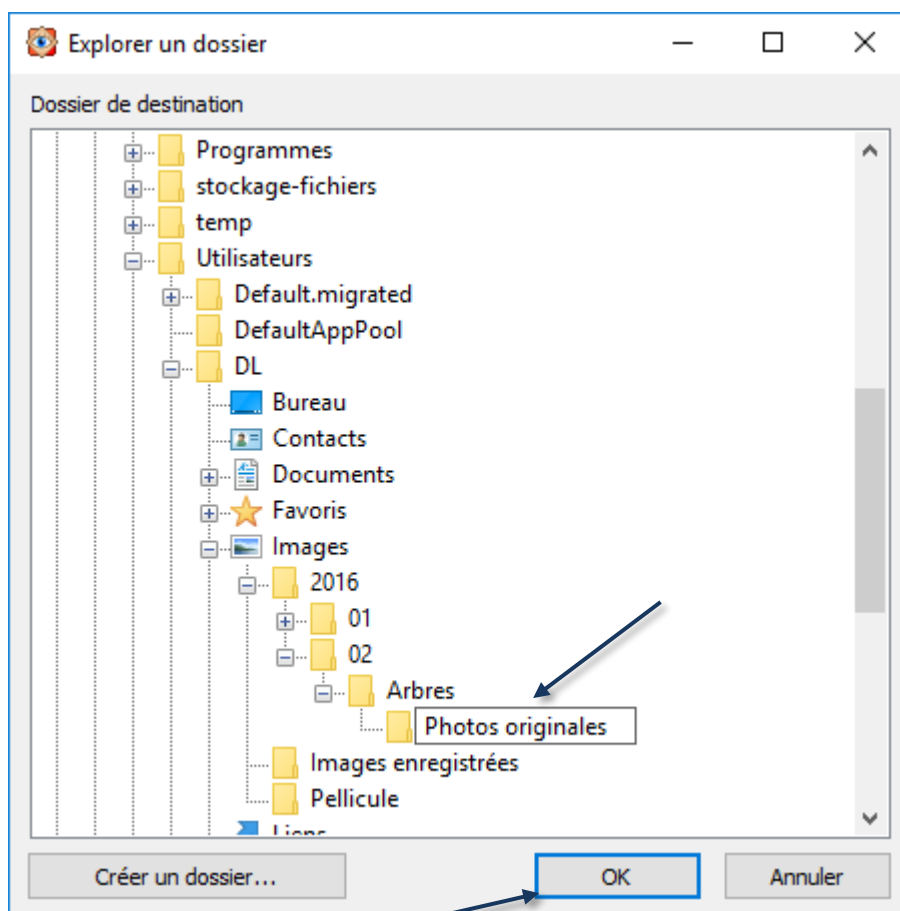 Explorer un dossier
Dossier de destination
Programmes
stockage-fichiers
temp
Utilisateurs
Default.migrated
DefaultAppPool
DL
Bureau
Contacts
Documents
Favoris
Images
2016
01
02
Arbres
Photos originales
Images enregistrées
Pellicule
Liens
Créer un dossier...
OK
Annuler